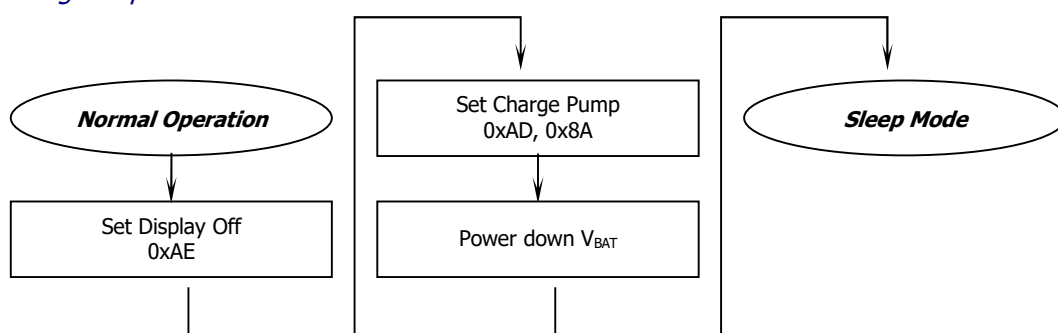 Normal Operation
Set Display Off
0xAE
Set Charge Pump
0xAD, 0x8A
Power down VBAT
Sleep Mode